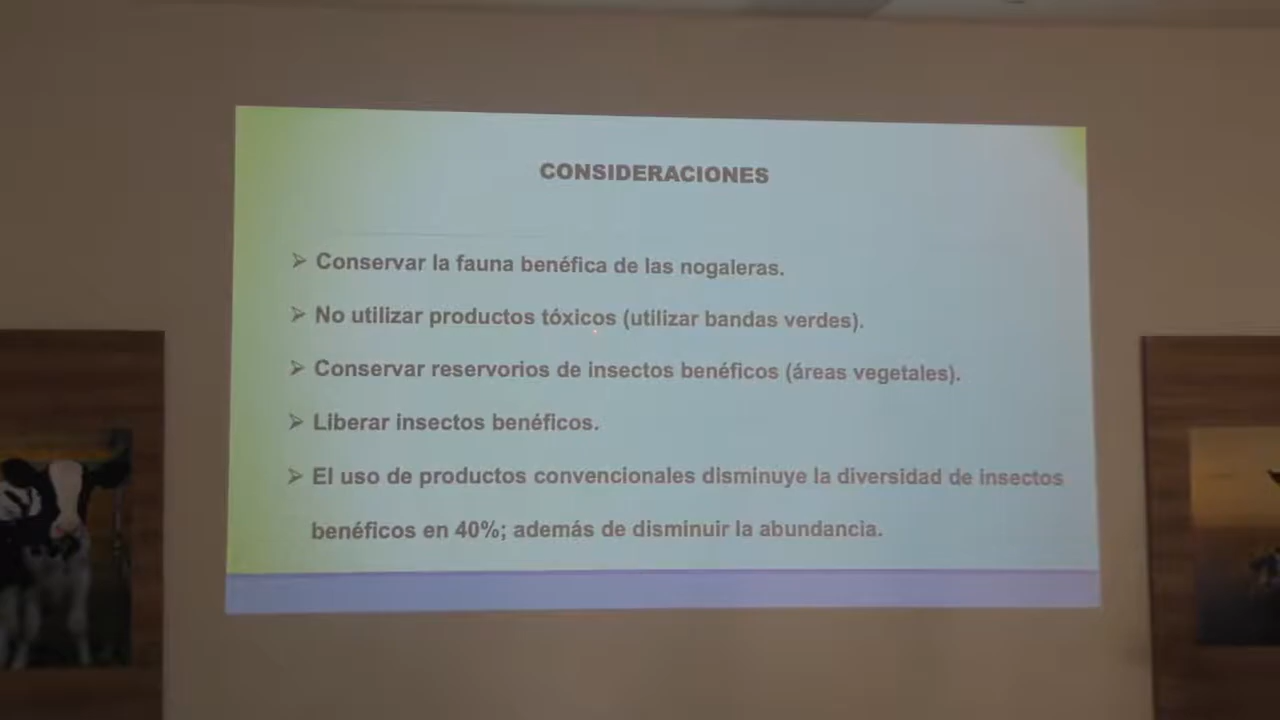 CONSIDERACIONES
➢ Conservar la fauna benéfica de las nogaleras.
➢ No utilizar productos tóxicos (utilizar bandas verdes).
➢ Conservar reservorios de insectos benéficos (áreas vegetales).
➢ Liberar insectos benéficos.
➢ El uso de productos convencionales disminuye la diversidad de insectos
benéficos en 40%; además de disminuir la abundancia.